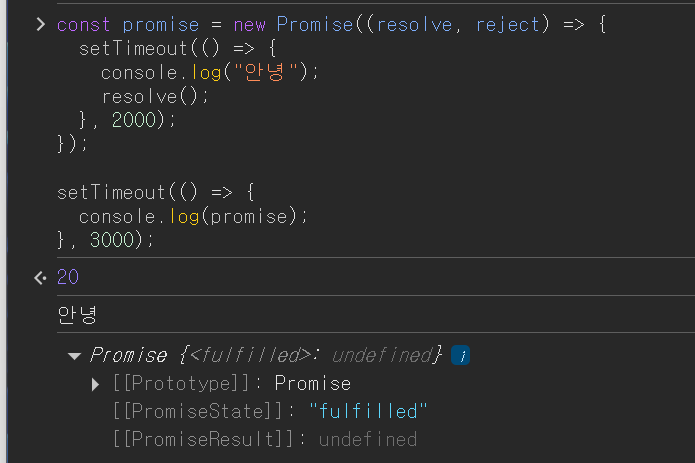 const promise = new Promise((resolve, reject) => {
  setTimeout(() => {
    console.log("안녕");
    resolve();
  }, 2000);
});

setTimeout(() => {
  console.log(promise);
}, 3000);
20
안녕
Promise {<fulfilled>: undefined} i
[[Prototype]]: Promise
[[PromiseState]]: "fulfilled"
[[PromiseResult]]: undefined